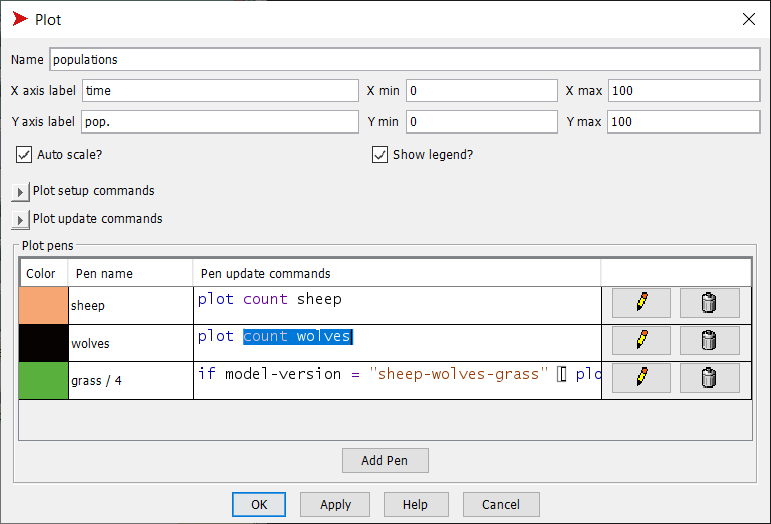 Plot
Name populations
X axis label time X min 0 X max 100
Y axis label pop. Y min 0 Y max 100
Auto scale? Show legend?
Plot setup commands
Plot update commands
Plot pens
Color Pen name Pen update commands
sheep plot count sheep
wolves plot count wolves
grass / 4 if model-version = "sheep-wolves-grass" [ plo
Add Pen
OK Apply Help Cancel